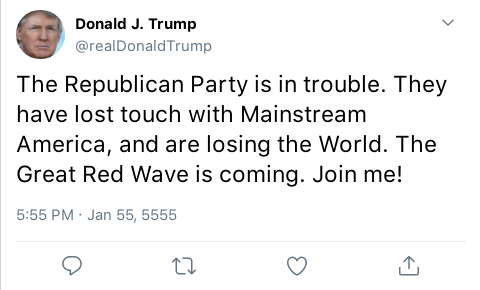 Donald J. Trump
@realDonaldTrump
The Republican Party is in trouble. They
have lost touch with Mainstream
America, and are losing the World. The
Great Red Wave is coming. Join me!
5:55 PM · Jan 55, 5555